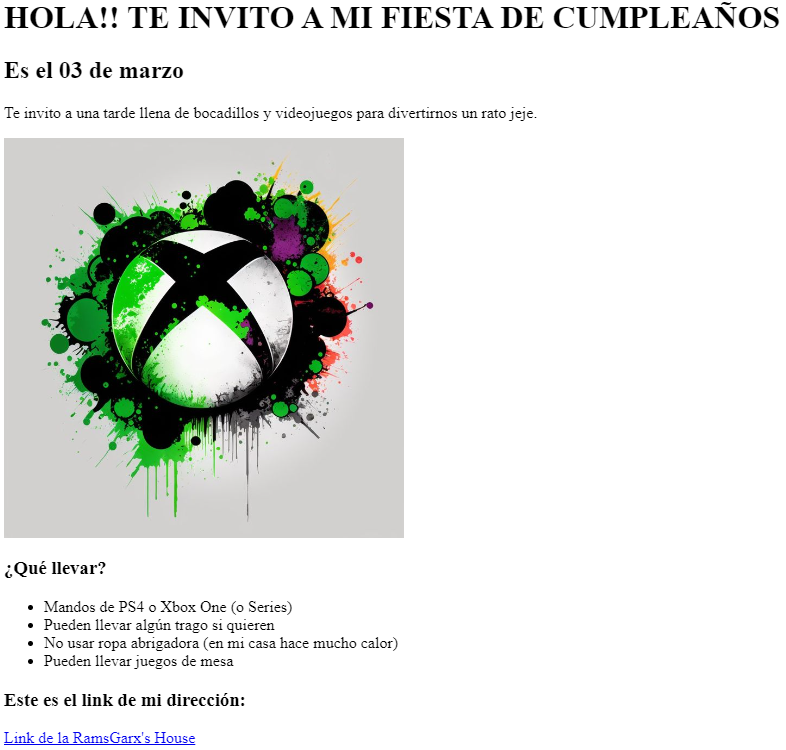 HOLA!! TE INVITO A MI FIESTA DE CUMPLEAÑOS
Es el 03 de marzo
Te invito a una tarde llena de bocadillos y videojuegos para divertirnos un rato jeje.
¿Qué llevar?
Mandos de PS4 o Xbox One (o Series)
Pueden llevar algún trago si quieren
No usar ropa abrigadora (en mi casa hace mucho calor)
Pueden llevar juegos de mesa
Este es el link de mi dirección:
Link de la RamsGarx's House